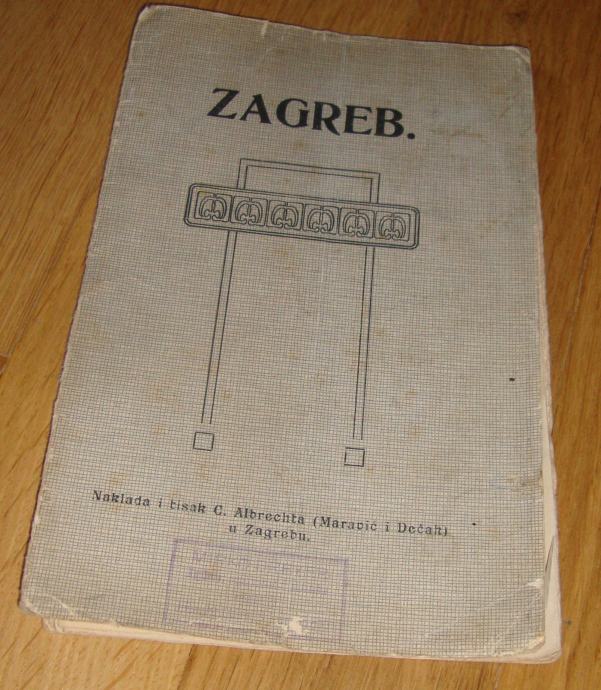 ZAGREB.
Naklada i tisak C. Albrechta (Maravić i Dečak)
u Zagrebu.